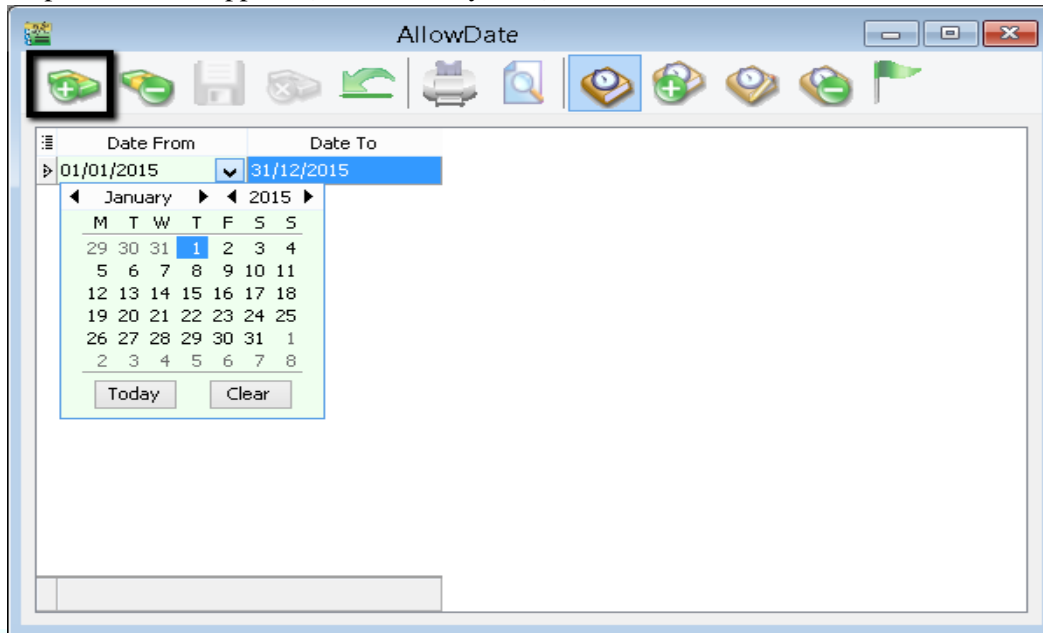 AllowDate
Date From Date To
01/01/2015 31/12/2015
January 2015
M T W T F S S
29 30 31 1 2 3 4
5 6 7 8 9 10 11
12 13 14 15 16 17 18
19 20 21 22 23 24 25
26 27 28 29 30 31 1
2 3 4 5 6 7 8
Today Clear